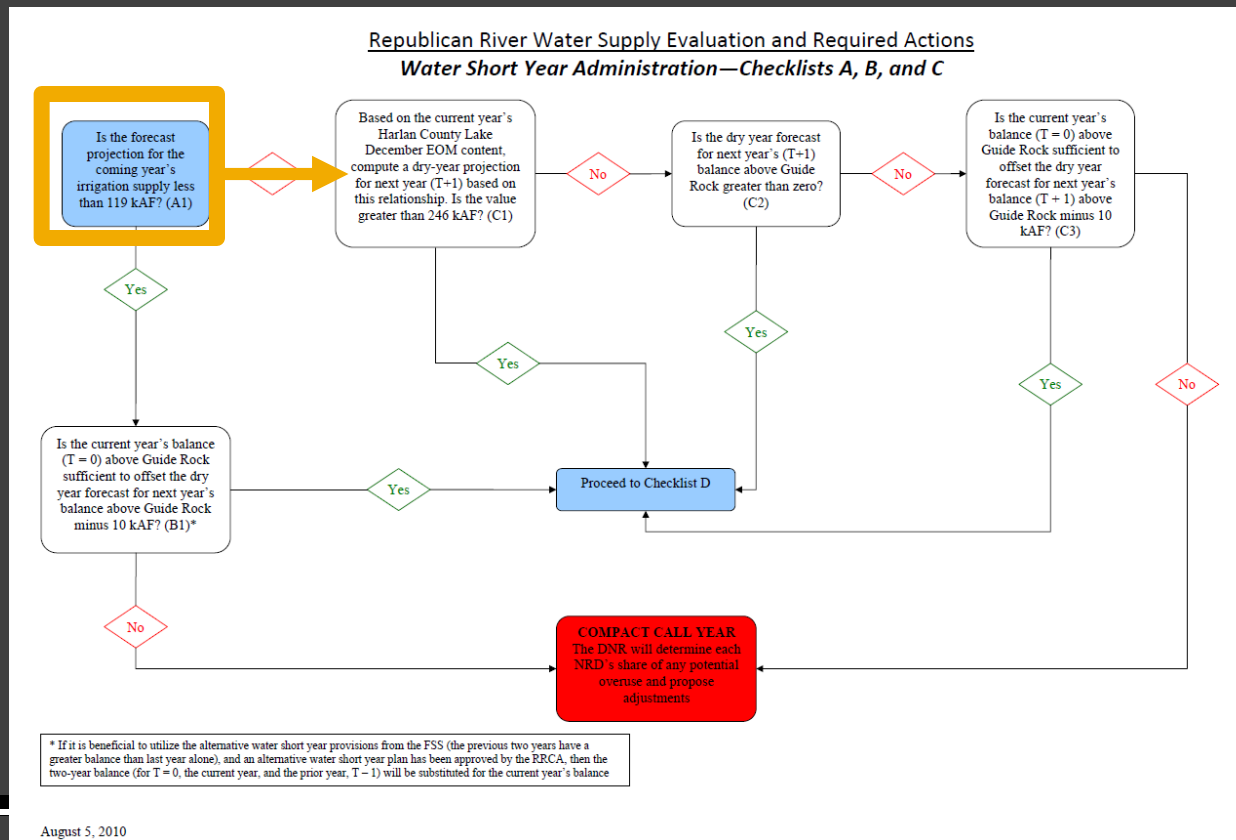 Republican River Water Supply Evaluation and Required Actions
Water Short Year Administration—Checklists A, B, and C
Is the forecast
projection for the
coming year's
irrigation supply less
than 119 kAF? (A1)
Based on the current year's
Harlan County Lake
December EOM content,
compute a dry-year projection
for next year (T+1) based on
this relationship. Is the value
greater than 246 kAF? (C1)
No
Is the dry year forecast
for next year's (T+1)
balance above Guide
Rock greater than zero?
(C2)
No
Is the current year's
balance (T = 0) above
Guide Rock sufficient to
offset the dry year
forecast for next year's
balance (T + 1) above
Guide Rock minus 10
kAF? (C3)
Yes
Yes
Yes
Yes
No
Is the current year's balance
(T = 0) above Guide Rock
sufficient to offset the dry
year forecast for next year's
balance above Guide Rock
minus 10 kAF? (B1)*
Yes
Proceed to Checklist D
No
COMPACT CALL YEAR
The DNR will determine each
NRD's share of any potential
overuse and propose
adjustments
* If it is beneficial to utilize the alternative water short year provisions from the FSS (the previous two years have a
greater balance than last year alone), and an alternative water short year plan has been approved by the RRCA, then the
two-year balance (for T = 0, the current year, and the prior year, T – 1) will be substituted for the current year's balance
August 5, 2010